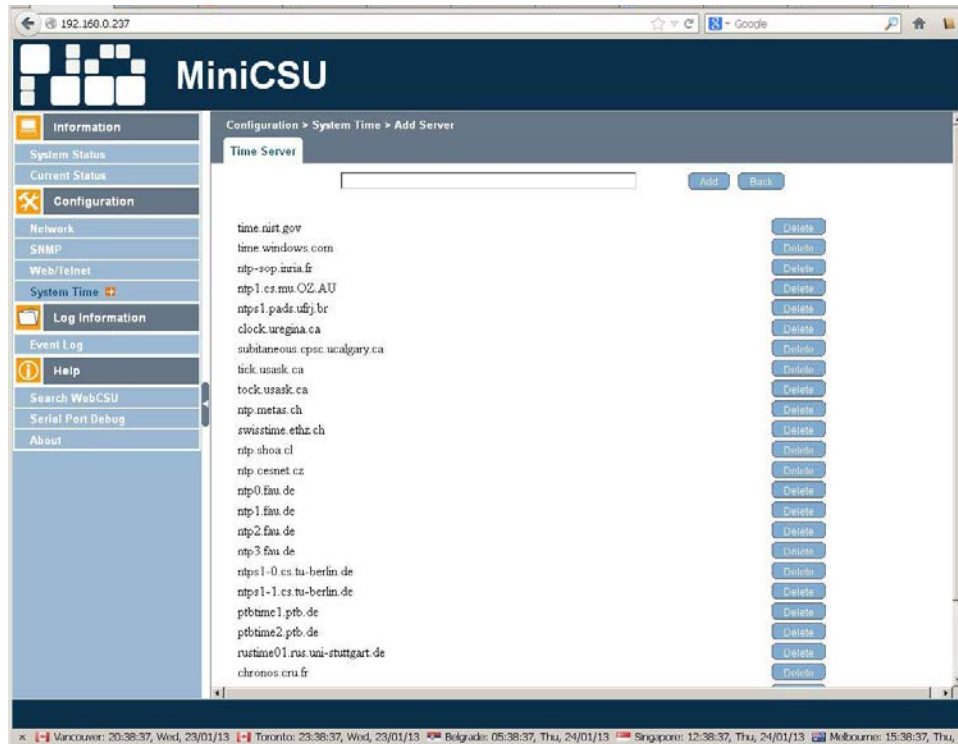 192.168.0.237
Google
MiniCSU
Information
System Status
Current Status
Configuration
Network
SNMP
Web/Telnet
System Time
Log Information
Event Log
Help
Search WebCSU
Serial Port Debug
About
Configuration > System Time > Add Server
Time Server
Add Back
time.nist.gov Delete
time.windows.com Delete
ntp-sop.inria.fr Delete
ntp1.cs.mu.OZ.AU Delete
ntps1.pads.ufrj.br Delete
clock.uregina.ca Delete
subitaneous.cpsc.ucalgary.ca Delete
tick.usask.ca Delete
tock.usask.ca Delete
ntp.metas.ch Delete
swisstime.ethz.ch Delete
ntp.shoa.cl Delete
ntp.cesnet.cz Delete
ntp0.fau.de Delete
ntp1.fau.de Delete
ntp2.fau.de Delete
ntp3.fau.de Delete
ntps1-0.cs.tu-berlin.de Delete
ntps1-1.cs.tu-berlin.de Delete
ptbtime1.ptb.de Delete
ptbtime2.ptb.de Delete
rustime01.rus.uni-stuttgart.de Delete
chronos.cru.fr Delete
x Vancouver: 20:38:37, Wed, 23/01/13 Toronto: 23:38:37, Wed, 23/01/13 Belgrade: 05:38:37, Thu, 24/01/13 Singapore: 12:38:37, Thu, 24/01/13 Melbourne: 15:38:37, Thu,